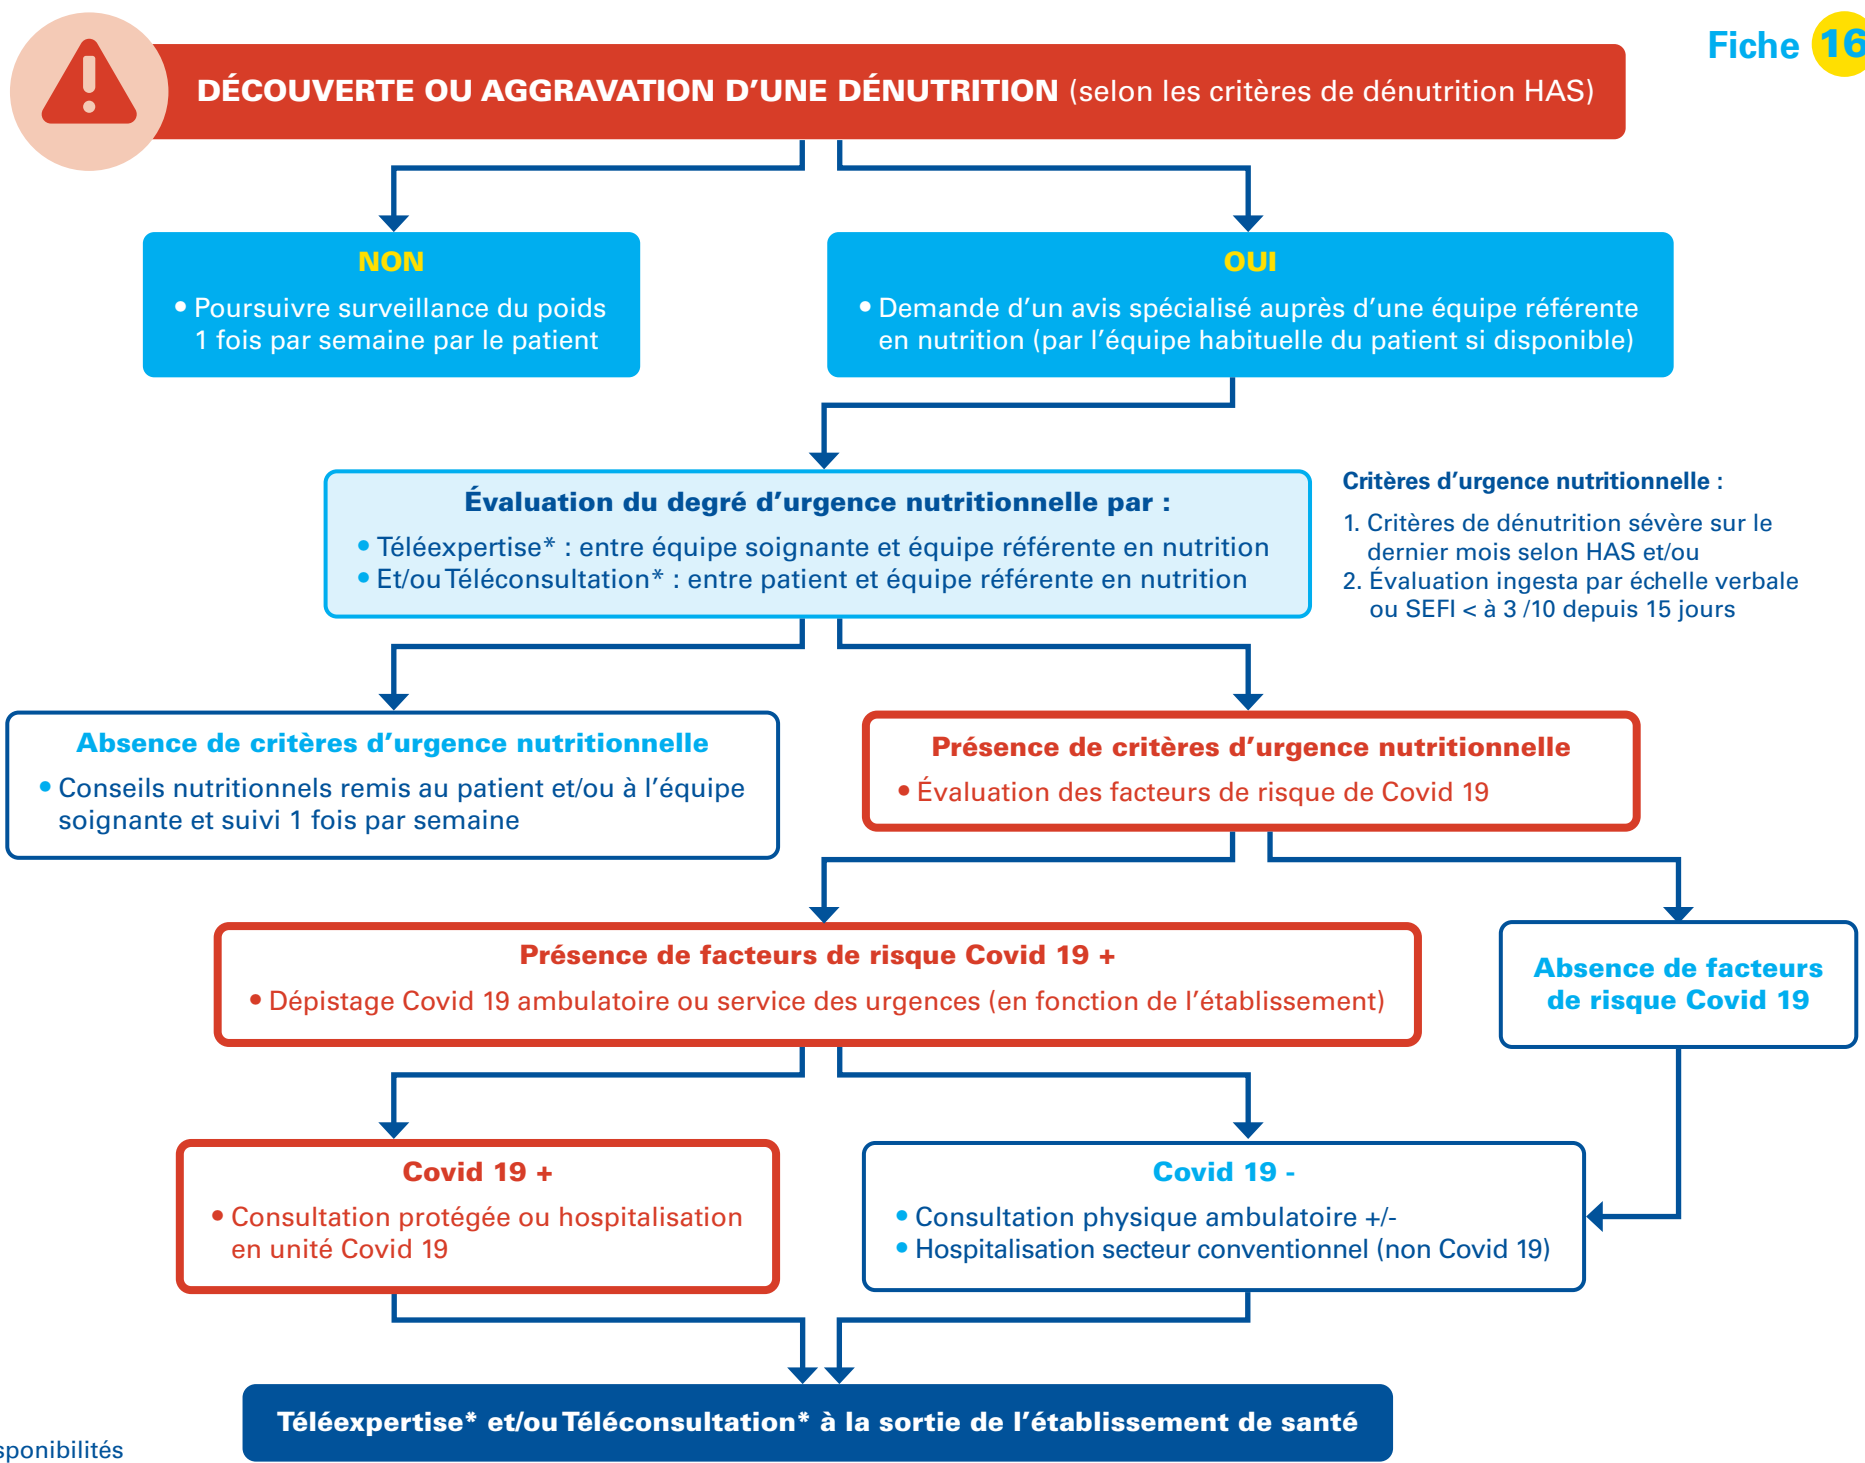 Fiche 16
DÉCOUVERTE OU AGGRAVATION D'UNE DÉNUTRITION (selon les critères de dénutrition HAS)
NON
• Poursuivre surveillance du poids
1 fois par semaine par le patient
OUI
• Demande d'un avis spécialisé auprès d'une équipe référente
en nutrition (par l'équipe habituelle du patient si disponible)
Évaluation du degré d'urgence nutritionnelle par :
• Téléexpertise* : entre équipe soignante et équipe référente en nutrition
• Et/ou Téléconsultation* : entre patient et équipe référente en nutrition
Critères d'urgence nutritionnelle :
1. Critères de dénutrition sévère sur le
dernier mois selon HAS et/ou
2. Évaluation ingesta par échelle verbale
ou SEFI < à 3 /10 depuis 15 jours
Absence de critères d'urgence nutritionnelle
• Conseils nutritionnels remis au patient et/ou à l'équipe
soignante et suivi 1 fois par semaine
Présence de critères d'urgence nutritionnelle
• Évaluation des facteurs de risque de Covid 19
Présence de facteurs de risque Covid 19 +
• Dépistage Covid 19 ambulatoire ou service des urgences (en fonction de l'établissement)
Absence de facteurs
de risque Covid 19
Covid 19 +
• Consultation protégée ou hospitalisation
en unité Covid 19
Covid 19 -
• Consultation physique ambulatoire +/-
• Hospitalisation secteur conventionnel (non Covid 19)
Téléexpertise* et/ou Téléconsultation* à la sortie de l'établissement de santé